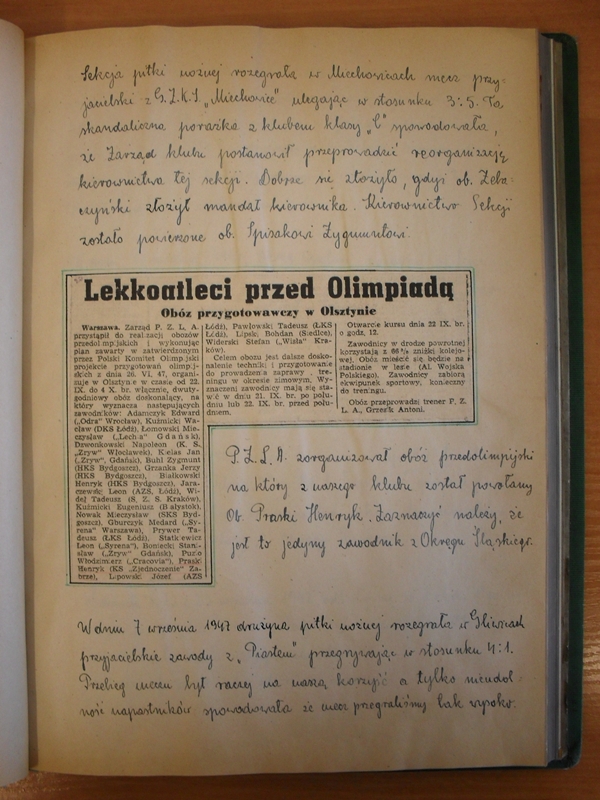 Sekcja piłki nożnej rozegrała w Miechowicach mecz przy-
jacielski z G.Z.K.S „Miechowice” ulegając w stosunku 3:5. Ta
skandaliczna porażka z klubem klasy „C” spowodowała,
że Zarząd klubu postanowił przeprowadzić reorganizację
kierownictwa tej sekcji. Dobrze się złożyło, gdyż ob. Zeba-
czyński złożył mandat kierownika. Kierownictwo Sekcji
zostało powierzone ob. Spisakowi Zygmuntowi.
Lekkoatleci przed Olimpiadą
Obóz przygotowawczy w Olsztynie
Warszawa. Zarząd P. Z. L. A.
przystąpił do realizacji obozów
przedolimpijskich i wykonując
plan zawarty w zatwierdzonym
przez Polski Komitet Olimpijski
projekcie przygotowań olimpij-
skich z dnia 26. VI. 47, organi-
zuje w Olsztynie w czasie od 22
IX. do 4 X. br. włącznie, dwuty-
godniowy obóz doskonalący, na
który wyznacza następujących
zawodników: Adamczyk Edward
(„Odra” Wrocław), Kuźmicki Wa-
cław (DKS Łódź), Łomowski Mie-
czysław („Lechia” Gdańsk),
Dzwonkowski Napoleon (K. S.
„Zryw” Włocławek), Kielas Jan
(„Zryw”, Gdańsk), Buhl Zygmunt
(HKS Bydgoszcz), Grzanka Jerzy
(HKS Bydgoszcz), Białkowski
Henryk (HKS Bydgoszcz), Jara-
czewski Leon (AZS, Łódź), Wi-
deł Tadeusz (S. Z. S. Kraków),
Kuźmicki Eugeniusz (Białystok),
Nowak Mieczysław (SKS Byd-
goszcz), Gburczyk Medard („Sy-
rena” Warszawa), Prywer Ta-
deusz (ŁKS Łódź), Statkiewicz
Leon („Syrena”), Boniecki Stani-
sław („Zryw” Gdańsk), Puzio
Włodzimierz („Cracovia”), Praski
Henryk (KS „Zjednoczenie” Za-
brze), Lipowski Józef (AZS
Łódź), Pawłowski Tadeusz (ŁKS
Łódź), Lipski Bohdan (Siedlce),
Widerski Stefan („Wisła” Kra-
ków).
Celem obozu jest dalsze dosko-
nalenie techniki i przygotowanie
do prowadzenia zaprawy i tre-
ningu w okresie zimowym. Wy-
znaczeni zawodnicy mają się sta-
wić w dniu 21. IX. br. po połu-
dniu lub 22 IX. br. przed połu-
dniem.
Otwarcie kursu dnia 22 IX. br.
o godz. 12.
Zawodnicy w drodze powrotnej
korzystają z 66% zniżki kolejo-
wej. Obóz mieścić się będzie na
stadionie w lesie (Al. Wojska
Polskiego). Zawodnicy zabiorą
ekwipunek sportowy, konieczny
do treningu.
Obóz przeprowadzi trener P. Z.
L. A., Grzesik Antoni.
P.Z.L.A. zorganizował obóz przedolimpijski
na który z naszego klubu został powołany
Ob. Praski Henryk. Zaznaczyć należy, że
jest to jedyny zawodnik z Okręgu Śląskiego.
W dniu 7 września 1947 drużyna piłki nożnej rozegrała w Gliwicach
przyjacielskie zawody z „Piastem” przegrywając w stosunku 4:1.
Przebieg meczu był raczej na naszą korzyść a tylko nieudol-
ność napastników spowodowała że mecz przegraliśmy tak wysoko.